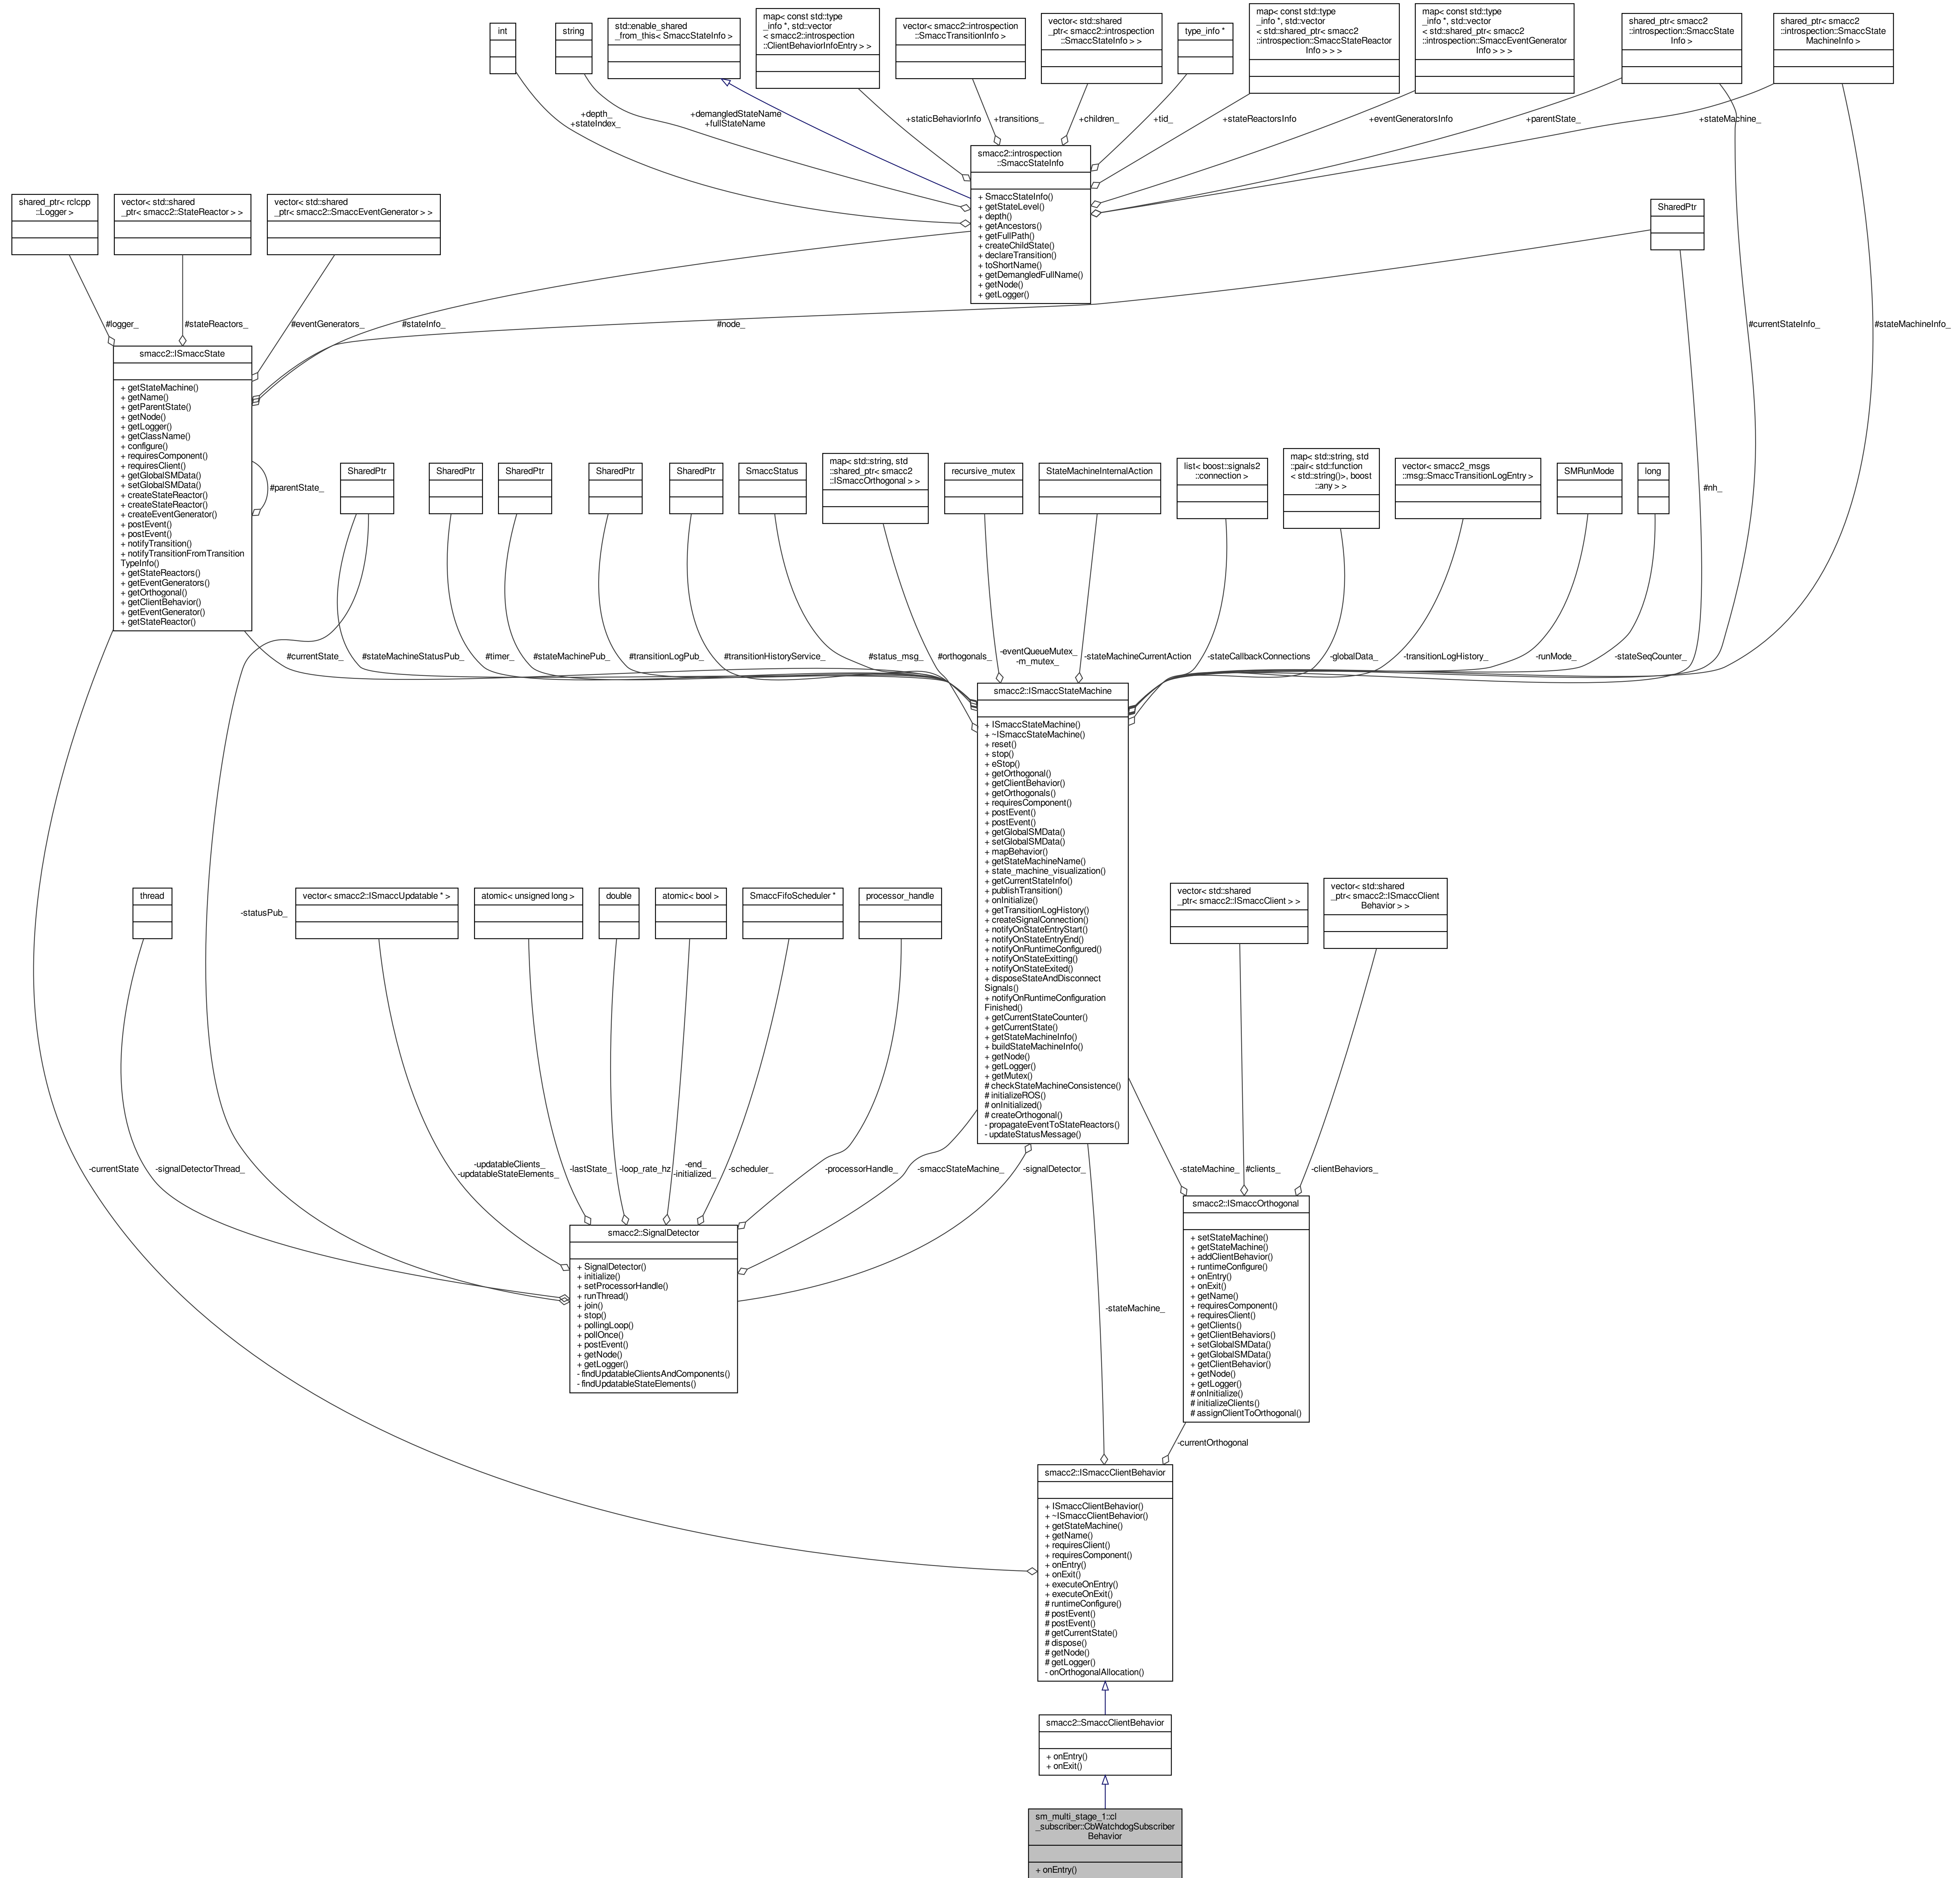 int
string
std::enable_shared
_from_this< SmaccStateInfo >
map< const std::type
_info *, std::vector
< smacc2::introspection
::ClientBehaviorInfoEntry > >
vector< smacc2::introspection
::SmaccTransitionInfo >
vector< std::shared
_ptr< smacc2::introspection
::SmaccStateInfo > >
type_info *
map< const std::type
_info *, std::vector
< std::shared_ptr< smacc2
::introspection::SmaccStateReactor
Info > > >
map< const std::type
_info *, std::vector
< std::shared_ptr< smacc2
::introspection::SmaccEventGenerator
Info > > >
shared_ptr< smacc2
::introspection::SmaccState
Info >
shared_ptr< smacc2
::introspection::SmaccState
MachineInfo >
+depth_
+stateIndex_
+demangledStateName
+fullStateName
+staticBehaviorInfo
+transitions_
+children_
+tid_
+stateReactorsInfo
+eventGeneratorsInfo
+parentState_
+stateMachine_
smacc2::introspection
::SmaccStateInfo
+ SmaccStateInfo()
+ getStateLevel()
+ depth()
+ getAncestors()
+ getFullPath()
+ createChildState()
+ declareTransition()
+ toShortName()
+ getDemangledFullName()
+ getNode()
+ getLogger()
shared_ptr< rclcpp
::Logger >
vector< std::shared
_ptr< smacc2::StateReactor > >
vector< std::shared
_ptr< smacc2::SmaccEventGenerator > >
SharedPtr
#logger_
#stateReactors_
#eventGenerators_
#stateInfo_
#node_
#currentStateInfo_
#stateMachineInfo_
smacc2::ISmaccState
+ getStateMachine()
+ getName()
+ getParentState()
+ getNode()
+ getLogger()
+ getClassName()
+ configure()
+ requiresComponent()
+ requiresClient()
+ getGlobalSMData()
+ setGlobalSMData()
+ createStateReactor()
+ createStateReactor()
+ createEventGenerator()
+ postEvent()
+ postEvent()
+ notifyTransition()
+ notifyTransitionFromTransition
TypeInfo()
+ getStateReactors()
+ getEventGenerators()
+ getOrthogonal()
+ getClientBehavior()
+ getEventGenerator()
+ getStateReactor()
#parentState_
SharedPtr
SharedPtr
SharedPtr
SharedPtr
SharedPtr
SmaccStatus
map< std::string, std
::shared_ptr< smacc2
::ISmaccOrthogonal > >
recursive_mutex
StateMachineInternalAction
list< boost::signals2
::connection >
map< std::string, std
::pair< std::function
< std::string()>, boost
::any > >
vector< smacc2_msgs
::msg::SmaccTransitionLogEntry >
SMRunMode
long
#nh_
#currentState_
#stateMachineStatusPub_
#timer_
#stateMachinePub_
#transitionLogPub_
#transitionHistoryService_
#status_msg_
#orthogonals_
-eventQueueMutex_
-m_mutex_
-stateMachineCurrentAction
-stateCallbackConnections
-globalData_
-transitionLogHistory_
-runMode_
-stateSeqCounter_
smacc2::ISmaccStateMachine
+ ISmaccStateMachine()
+ ~ISmaccStateMachine()
+ reset()
+ stop()
+ eStop()
+ getOrthogonal()
+ getClientBehavior()
+ getOrthogonals()
+ requiresComponent()
+ postEvent()
+ postEvent()
+ getGlobalSMData()
+ setGlobalSMData()
+ mapBehavior()
+ getStateMachineName()
+ state_machine_visualization()
+ getCurrentStateInfo()
+ publishTransition()
+ onInitialize()
+ getTransitionLogHistory()
+ createSignalConnection()
+ notifyOnStateEntryStart()
+ notifyOnStateEntryEnd()
+ notifyOnRuntimeConfigured()
+ notifyOnStateExitting()
+ notifyOnStateExited()
+ disposeStateAndDisconnect
Signals()
+ notifyOnRuntimeConfiguration
Finished()
+ getCurrentStateCounter()
+ getCurrentState()
+ getStateMachineInfo()
+ buildStateMachineInfo()
+ getNode()
+ getLogger()
+ getMutex()
# checkStateMachineConsistence()
# initializeROS()
# onInitialized()
# createOrthogonal()
- propagateEventToStateReactors()
- updateStatusMessage()
thread
-statusPub_
vector< smacc2::ISmaccUpdatable * >
atomic< unsigned long >
double
atomic< bool >
SmaccFifoScheduler *
processor_handle
vector< std::shared
_ptr< smacc2::ISmaccClient > >
vector< std::shared
_ptr< smacc2::ISmaccClient
Behavior > >
-currentState
-signalDetectorThread_
-updatableClients_
-updatableStateElements_
-lastState_
-loop_rate_hz
-end_
-initialized_
-scheduler_
-processorHandle_
-smaccStateMachine_
-signalDetector_
-stateMachine_
#clients_
-clientBehaviors_
smacc2::SignalDetector
+ SignalDetector()
+ initialize()
+ setProcessorHandle()
+ runThread()
+ join()
+ stop()
+ pollingLoop()
+ pollOnce()
+ postEvent()
+ getNode()
+ getLogger()
- findUpdatableClientsAndComponents()
- findUpdatableStateElements()
-stateMachine_
smacc2::ISmaccOrthogonal
+ setStateMachine()
+ getStateMachine()
+ addClientBehavior()
+ runtimeConfigure()
+ onEntry()
+ onExit()
+ getName()
+ requiresComponent()
+ requiresClient()
+ getClients()
+ getClientBehaviors()
+ setGlobalSMData()
+ getGlobalSMData()
+ getClientBehavior()
+ getNode()
+ getLogger()
# onInitialize()
# initializeClients()
# assignClientToOrthogonal()
-currentOrthogonal
smacc2::ISmaccClientBehavior
+ ISmaccClientBehavior()
+ ~ISmaccClientBehavior()
+ getStateMachine()
+ getName()
+ requiresClient()
+ requiresComponent()
+ onEntry()
+ onExit()
+ executeOnEntry()
+ executeOnExit()
# runtimeConfigure()
# postEvent()
# postEvent()
# getCurrentState()
# dispose()
# getNode()
# getLogger()
- onOrthogonalAllocation()
smacc2::SmaccClientBehavior
+ onEntry()
+ onExit()
sm_multi_stage_1::cl
_subscriber::CbWatchdogSubscriber
Behavior
+ onEntry()